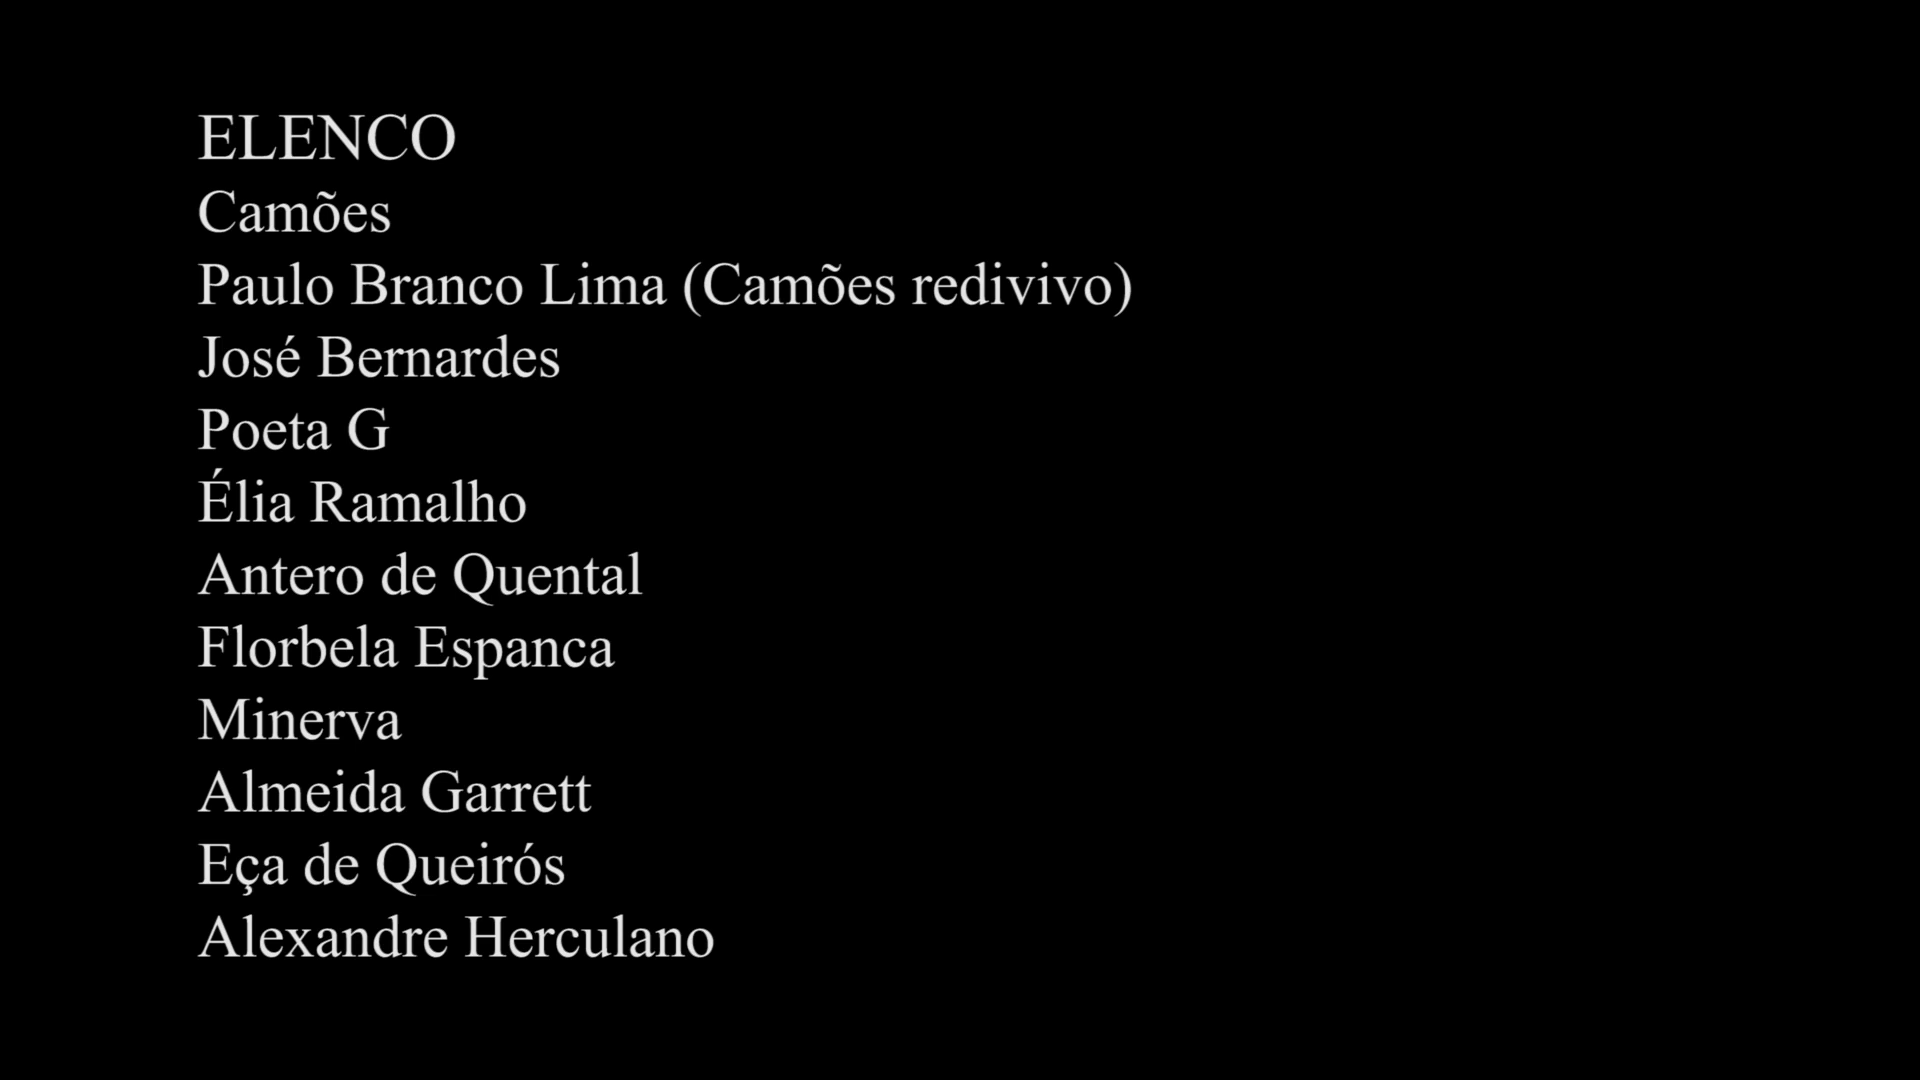 ELENCO
Camões
Paulo Branco Lima (Camões redivivo)
José Bernardes
Poeta G
Élia Ramalho
Antero de Quental
Florbela Espanca
Minerva
Almeida Garrett
Eça de Queirós
Alexandre Herculano